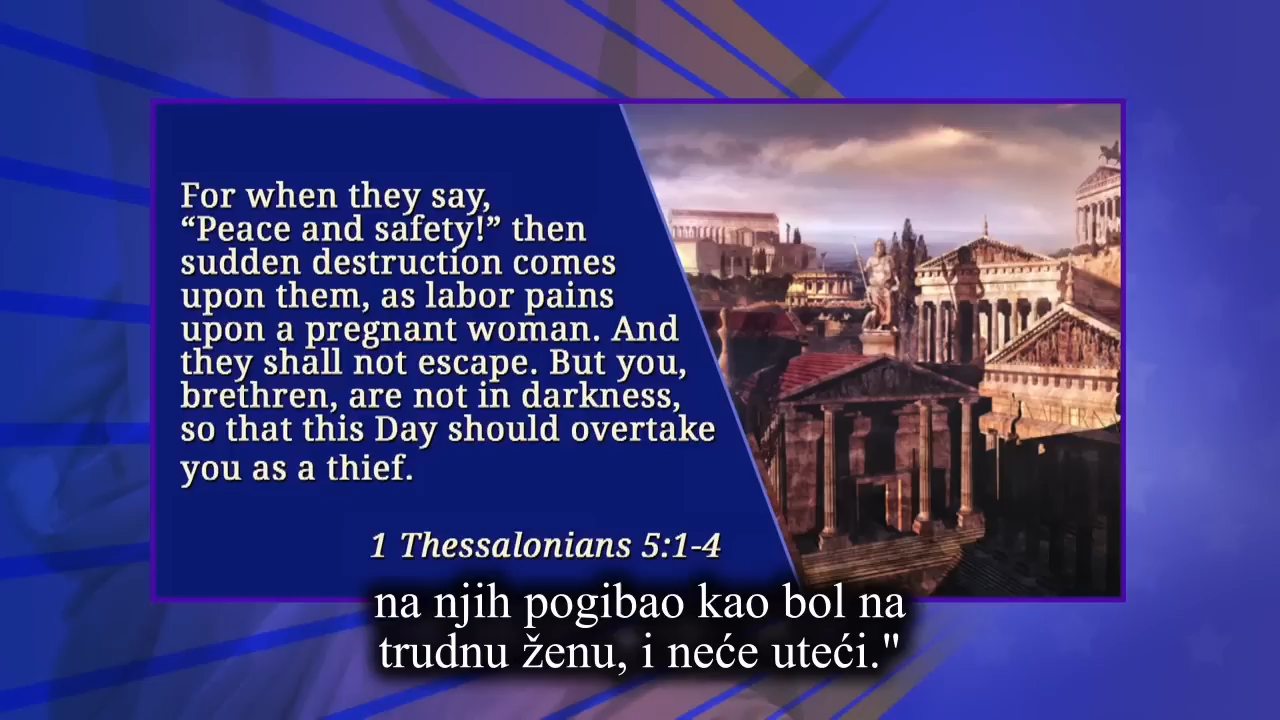 For when they say,
“Peace and safety!” then
sudden destruction comes
upon them, as labor pains
upon a pregnant woman. And
they shall not escape. But you,
brethren, are not in darkness,
so that this Day should overtake
you as a thief.
1 Thessalonians 5:1-4
na njih pogibao kao bol na
trudnu ženu, i neće uteći."